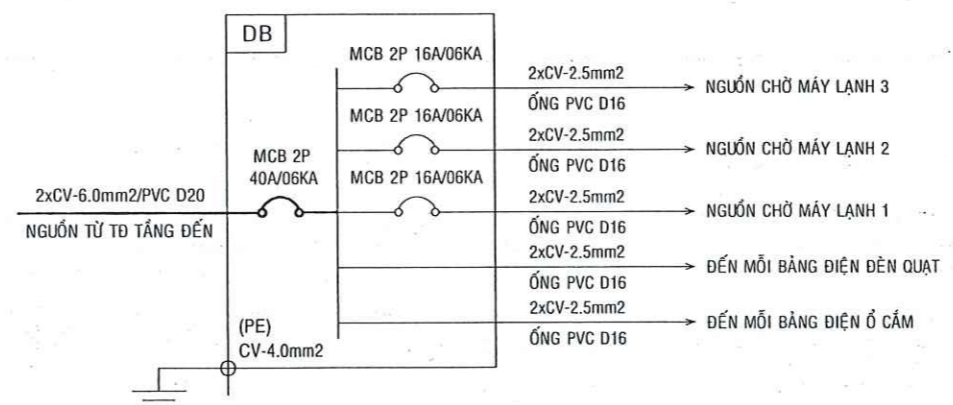 DB
MCB 2P 16A/06KA
2xCV-2.5mm2
ỐNG PVC D16
NGUỒN CHỜ MÁY LẠNH 3
MCB 2P 16A/06KA
2xCV-2.5mm2
ỐNG PVC D16
NGUỒN CHỜ MÁY LẠNH 2
MCB 2P
40A/06KA
MCB 2P 16A/06KA
2xCV-2.5mm2
ỐNG PVC D16
NGUỒN CHỜ MÁY LẠNH 1
2xCV-6.0mm2/PVC D20
NGUỒN TỪ TĐ TẦNG ĐẾN
2xCV-2.5mm2
ỐNG PVC D16
ĐẾN MỖI BẢNG ĐIỆN ĐÈN QUẠT
2xCV-2.5mm2
ỐNG PVC D16
ĐẾN MỖI BẢNG ĐIỆN Ổ CẮM
(PE)
CV-4.0mm2